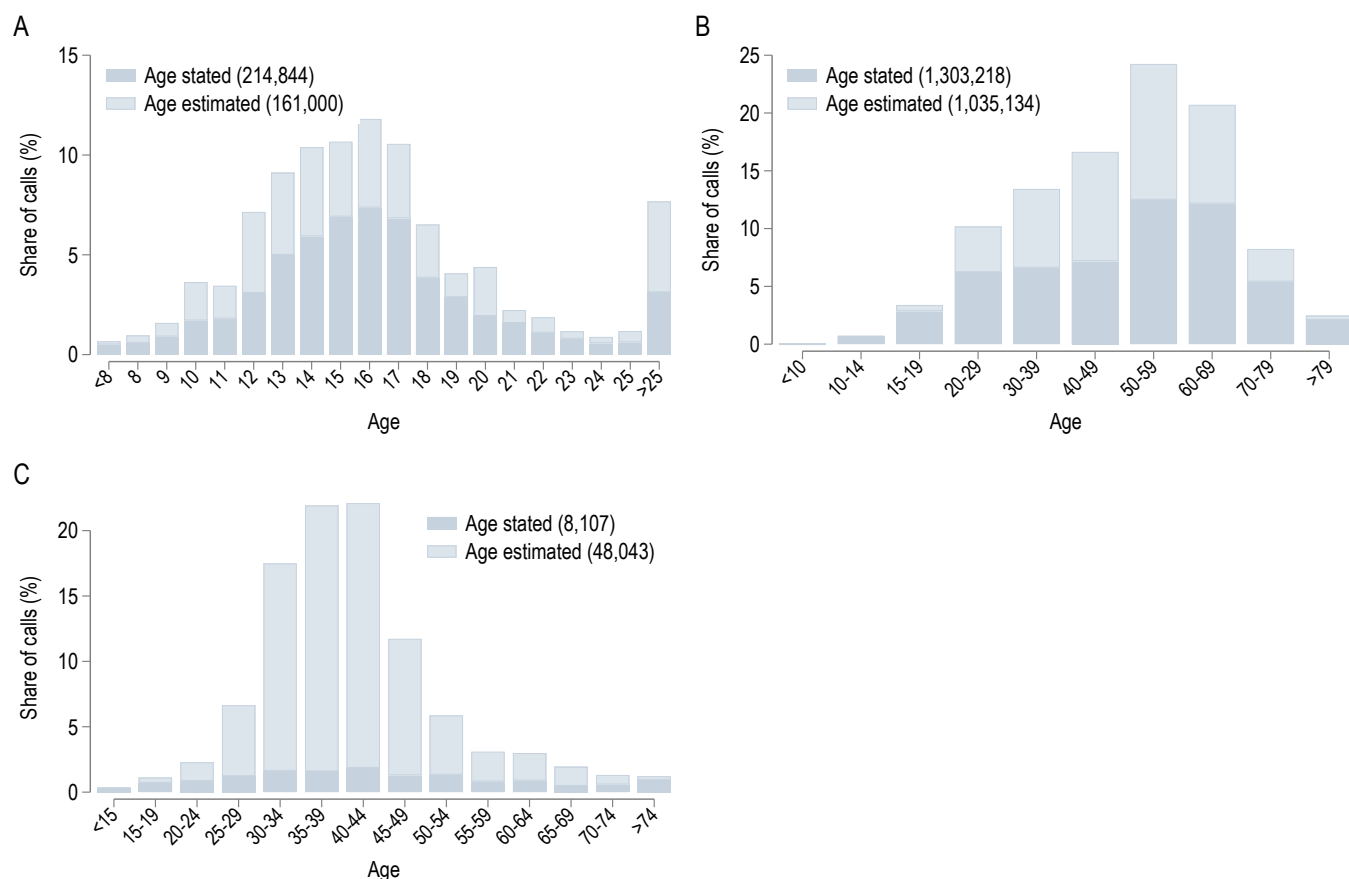 A
Share of calls (%)
15
10
5
0
Age stated (214,844)
Age estimated (161,000)
<8 8 9 10 11 12 13 14 15 16 17 18 19 20 21 22 23 24 25 >25
Age
B
Share of calls (%)
25
20
15
10
5
0
Age stated (1,303,218)
Age estimated (1,035,134)
<10 10-14 15-19 20-29 30-39 40-49 50-59 60-69 70-79 >79
Age
C
Share of calls (%)
20
15
10
5
0
Age stated (8,107)
Age estimated (48,043)
<15 15-19 20-24 25-29 30-34 35-39 40-44 45-49 50-54 55-59 60-64 65-69 70-74 >74
Age